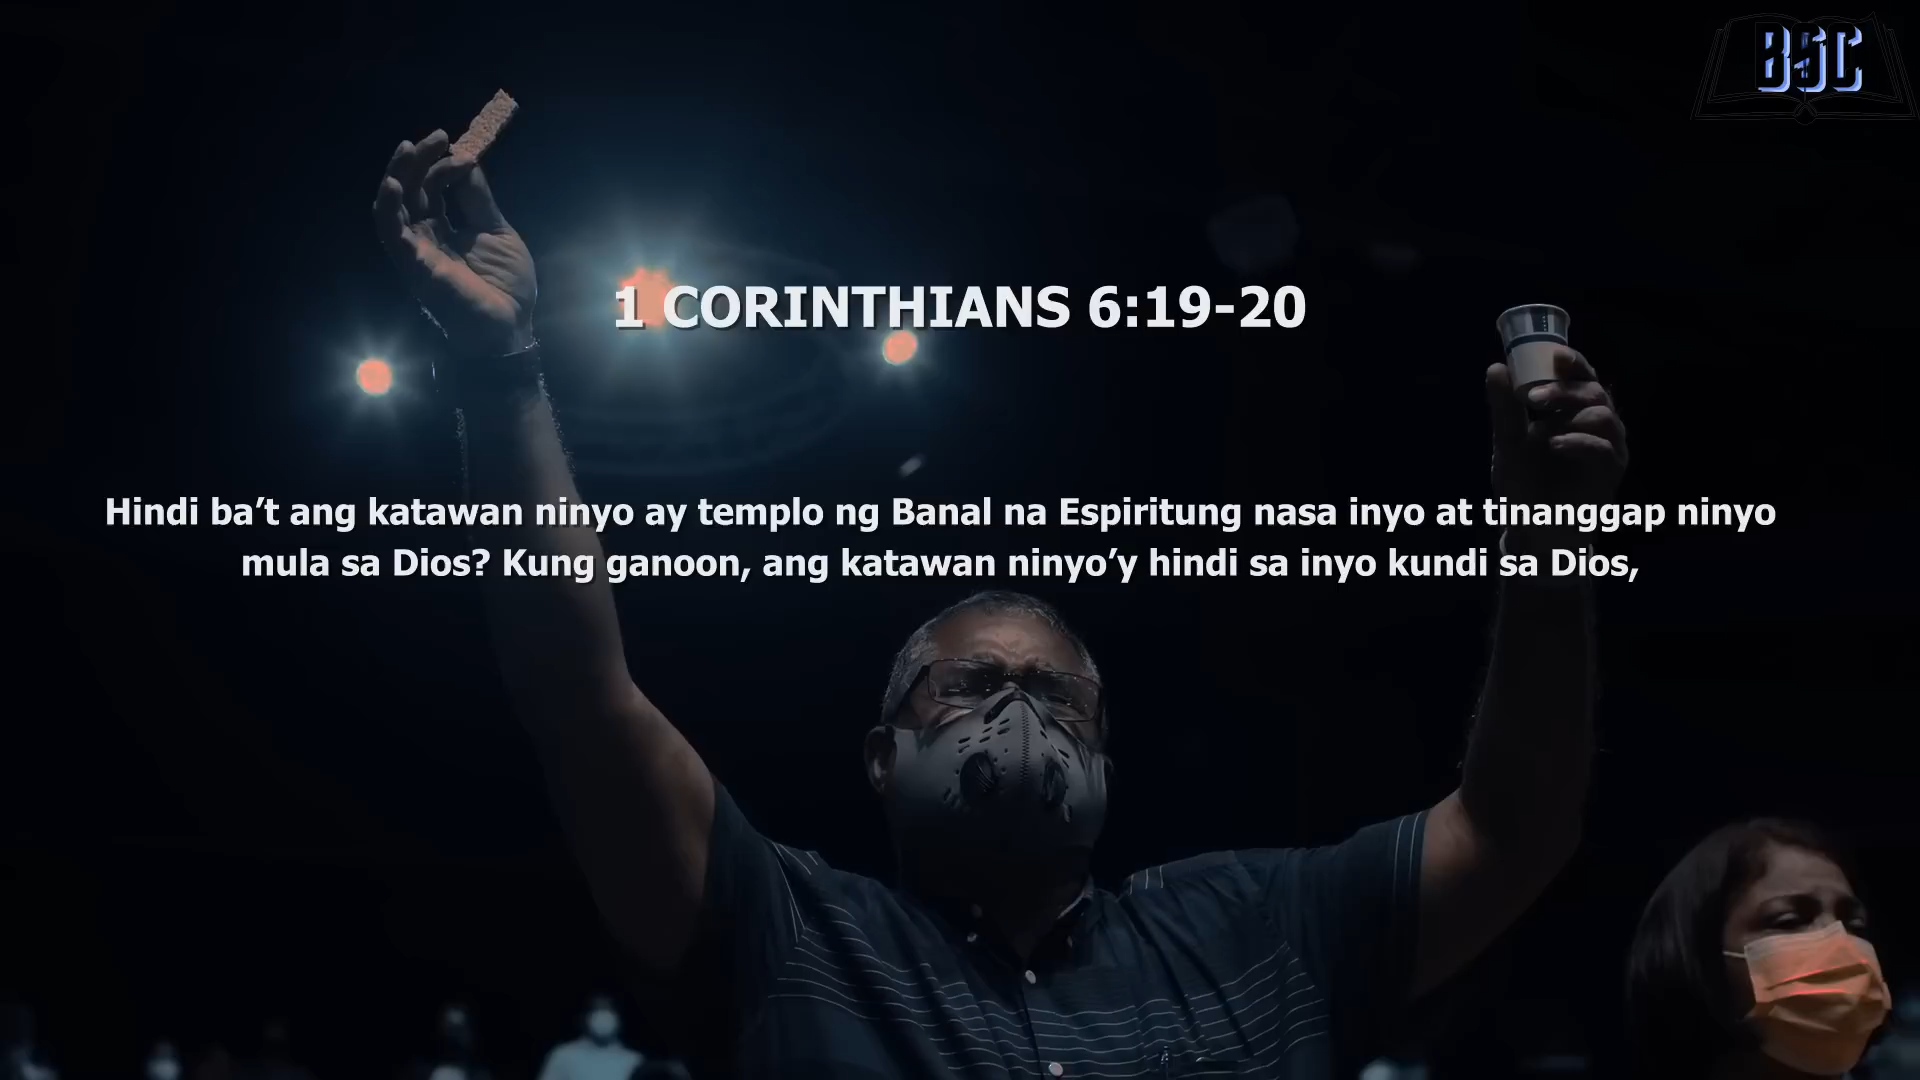 BSC
1 CORINTHIANS 6:19-20
Hindi ba’t ang katawan ninyo ay templo ng Banal na Espiritung nasa inyo at tinanggap ninyo
mula sa Dios? Kung ganoon, ang katawan ninyo’y hindi sa inyo kundi sa Dios,